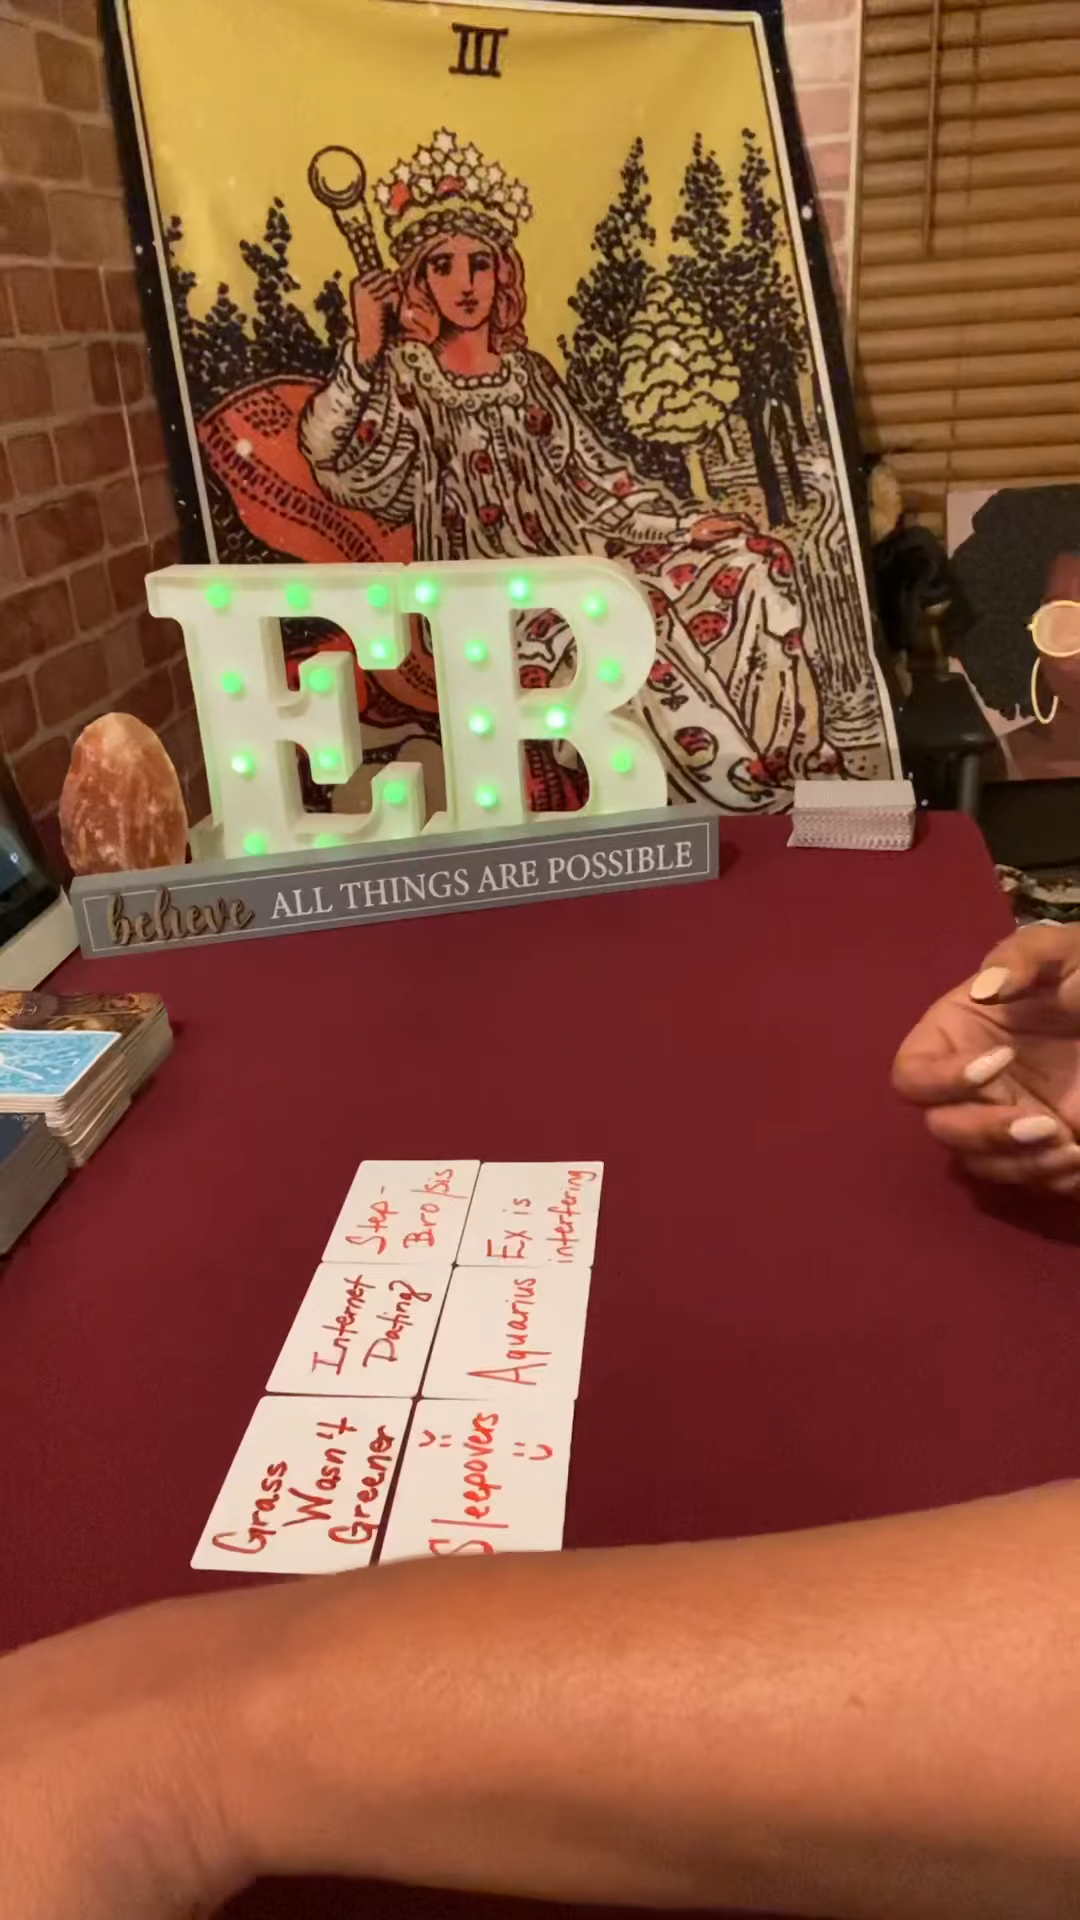 III
EB
believe ALL THINGS ARE POSSIBLE
Step-
Bro/sis
Ex is
interfering
Internet
Dating?
Aquarius
Grass
Wasn't
Greener
Sleepovers